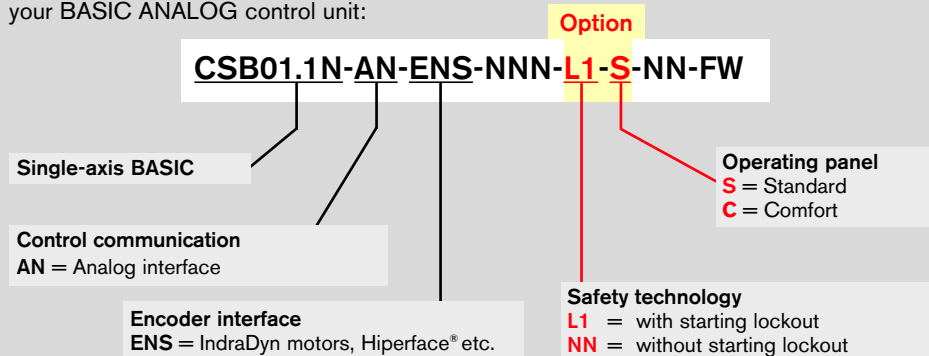 your BASIC ANALOG control unit:
Option
CSB01.1N-AN-ENS-NNN-L1-S-NN-FW
Single-axis BASIC
Operating panel
S = Standard
C = Comfort
Control communication
AN = Analog interface
Encoder interface
ENS = IndraDyn motors, Hiperface® etc.
Safety technology
L1 = with starting lockout
NN = without starting lockout